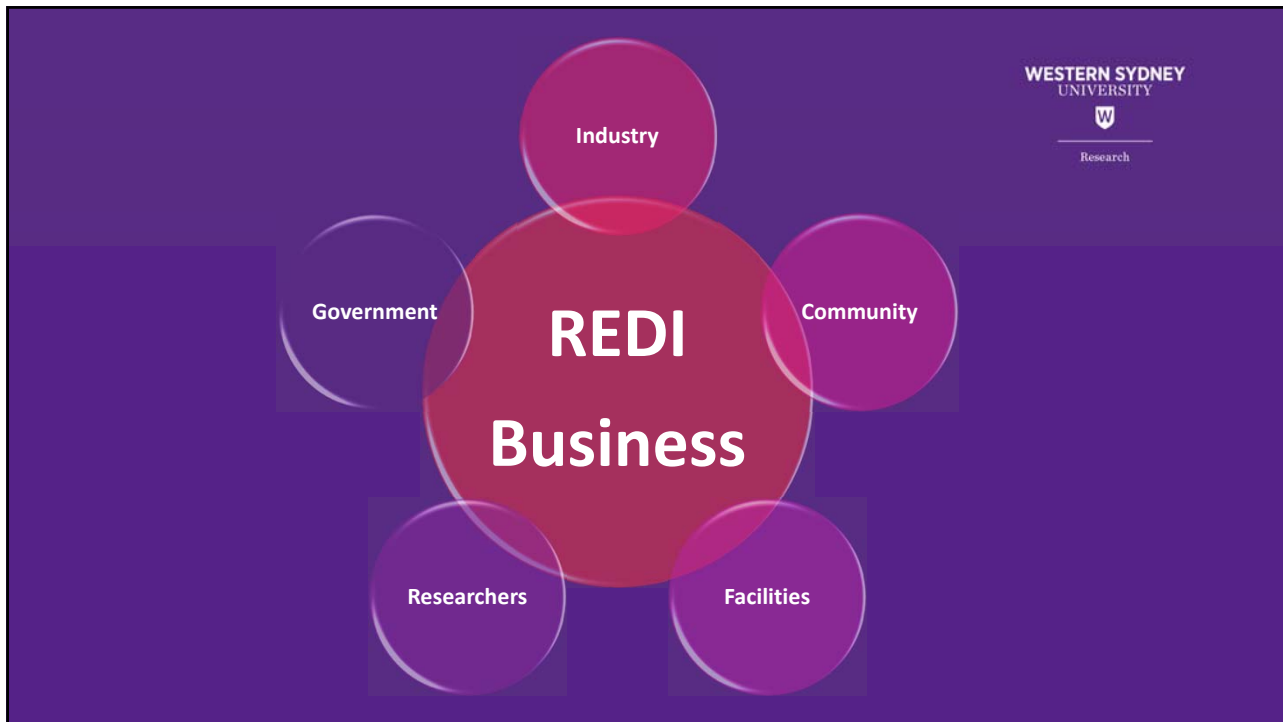 WESTERN SYDNEY
UNIVERSITY
W
Research
Industry
Government
Community
REDI
Business
Researchers
Facilities